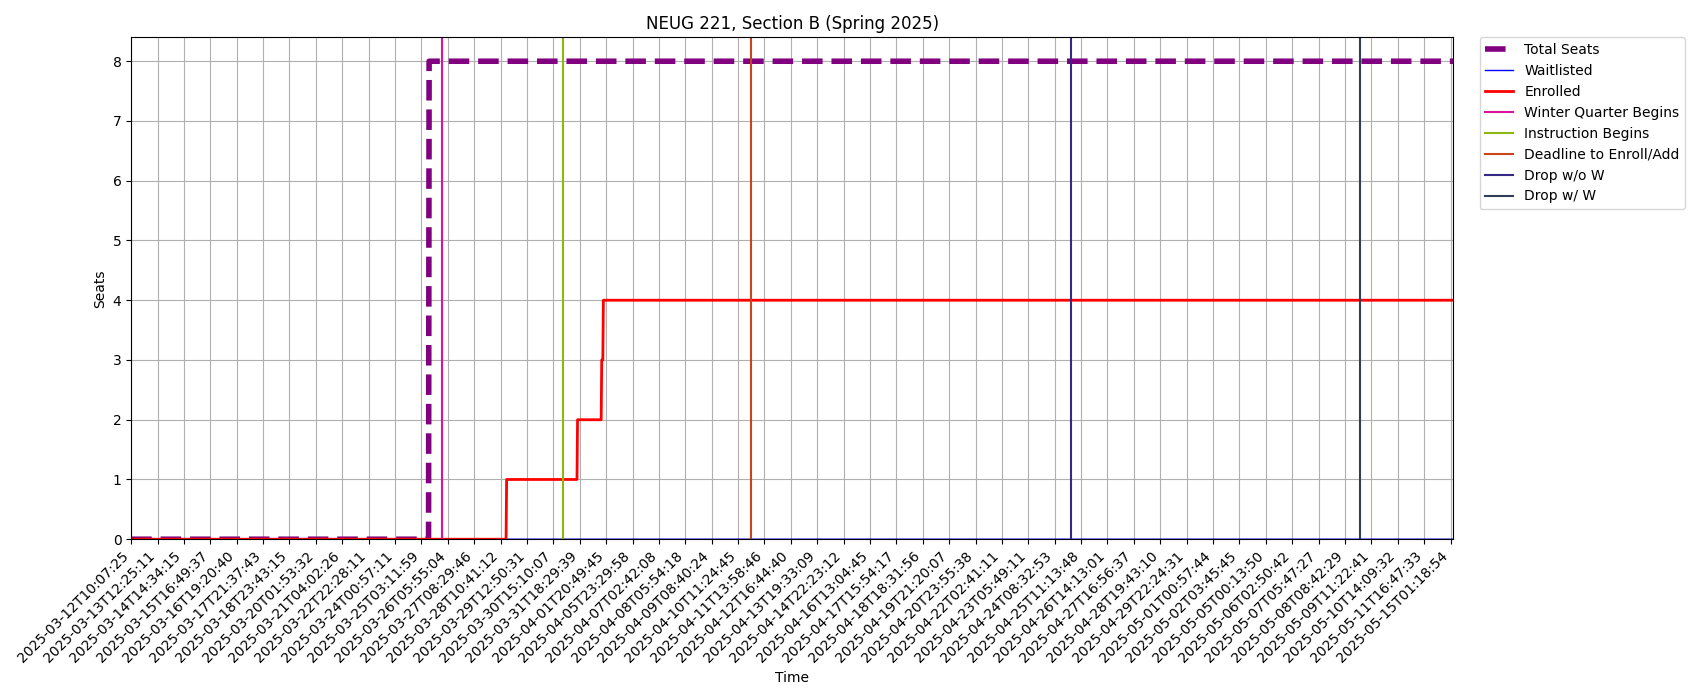 NEUG 221, Section B (Spring 2025)
Total Seats
Waitlisted
Enrolled
Winter Quarter Begins
Instruction Begins
Deadline to Enroll/Add
Drop w/o W
Drop w/ W
Seats
8
7
6
5
4
3
2
1
0
2025-03-12T10:07:25
2025-03-13T12:25:11
2025-03-14T14:34:15
2025-03-15T16:49:37
2025-03-16T19:20:40
2025-03-17T21:37:43
2025-03-18T23:43:15
2025-03-20T01:53:32
2025-03-21T04:02:26
2025-03-22T22:28:11
2025-03-24T00:57:11
2025-03-25T03:11:59
2025-03-26T05:55:04
2025-03-27T08:29:46
2025-03-28T10:41:12
2025-03-29T12:50:31
2025-03-30T15:10:07
2025-03-31T18:29:39
2025-04-01T20:49:45
2025-04-05T23:29:58
2025-04-07T02:42:08
2025-04-08T05:54:18
2025-04-09T08:40:24
2025-04-10T11:24:45
2025-04-11T13:58:46
2025-04-12T16:44:40
2025-04-13T19:33:09
2025-04-14T22:23:12
2025-04-16T13:04:45
2025-04-17T15:54:17
2025-04-18T18:31:56
2025-04-19T21:20:07
2025-04-20T23:55:38
2025-04-22T02:41:11
2025-04-23T05:49:11
2025-04-24T08:32:53
2025-04-25T11:13:48
2025-04-26T14:13:01
2025-04-27T16:56:37
2025-04-28T19:43:10
2025-04-29T22:24:31
2025-05-01T00:57:44
2025-05-02T03:45:45
2025-05-05T00:13:50
2025-05-06T02:50:42
2025-05-07T05:47:27
2025-05-08T08:42:29
2025-05-09T11:22:41
2025-05-10T14:09:32
2025-05-11T16:47:33
2025-05-15T01:18:54
Time